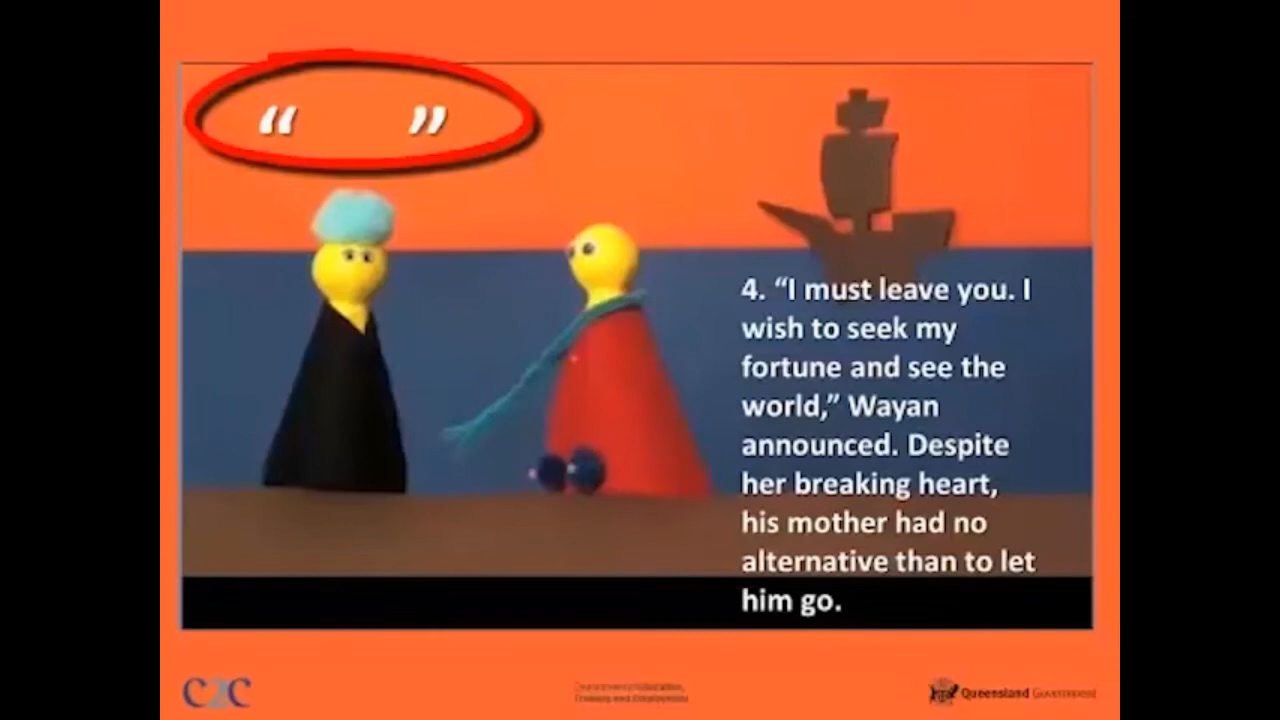 “ ”
4. “I must leave you. I
wish to seek my
fortune and see the
world,” Wayan
announced. Despite
her breaking heart,
his mother had no
alternative than to let
him go.
C2C
Queensland Government